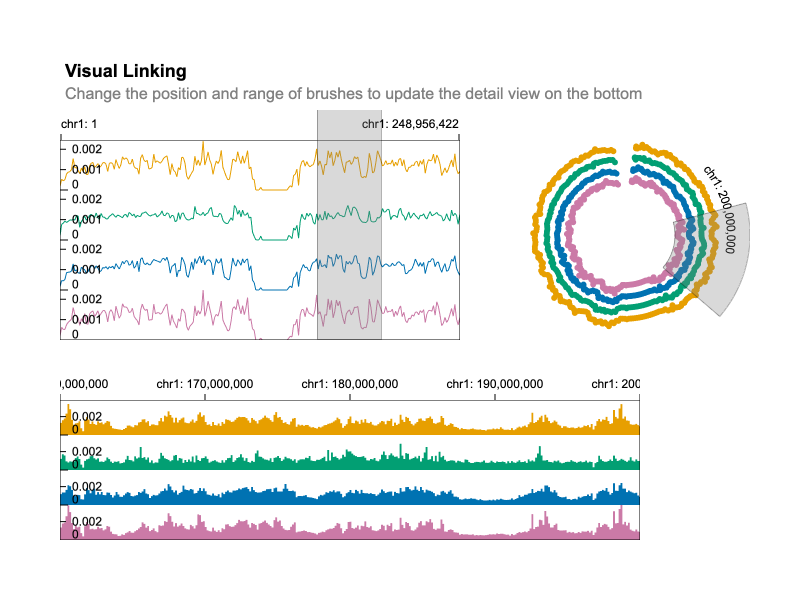 Visual Linking
Change the position and range of brushes to update the detail view on the bottom
chr1: 1
chr1: 248,956,422
0.002
0.001
0
0.002
0.001
0
0.002
0.001
0
0.002
0.001
0
chr1: 200,000,000
0,000,000
chr1: 170,000,000
chr1: 180,000,000
chr1: 190,000,000
chr1: 200
0.002
0
0.002
0
0.002
0
0.002
0